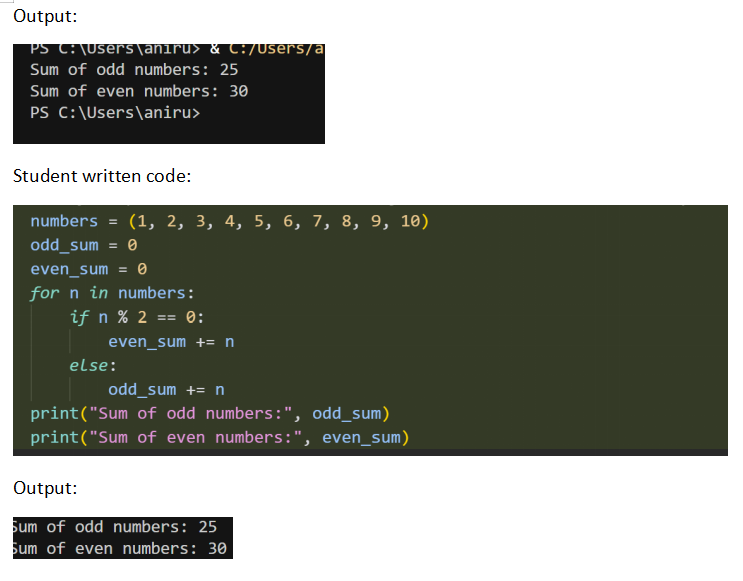 Output:
PS C:\Users\aniru> & C:/Users/a
Sum of odd numbers: 25
Sum of even numbers: 30
PS C:\Users\aniru>
Student written code:
numbers = (1, 2, 3, 4, 5, 6, 7, 8, 9, 10)
odd_sum = 0
even_sum = 0
for n in numbers:
    if n % 2 == 0:
        even_sum += n
    else:
        odd_sum += n
print("Sum of odd numbers:", odd_sum)
print("Sum of even numbers:", even_sum)
Output:
Sum of odd numbers: 25
Sum of even numbers: 30